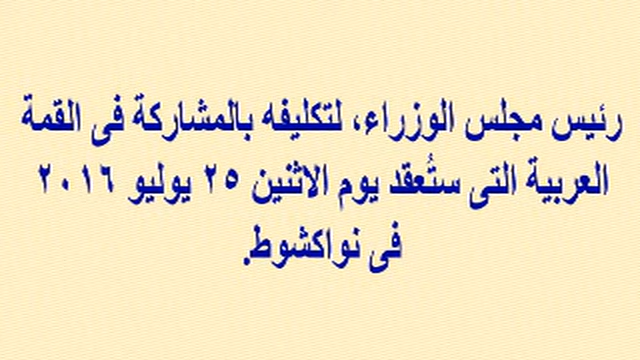 رئيس مجلس الوزراء، لتكليفه بالمشاركة فى القمة
العربية التى ستُعقد يوم الاثنين ٢٥ يوليو ٢٠١٦
فى نواكشوط.